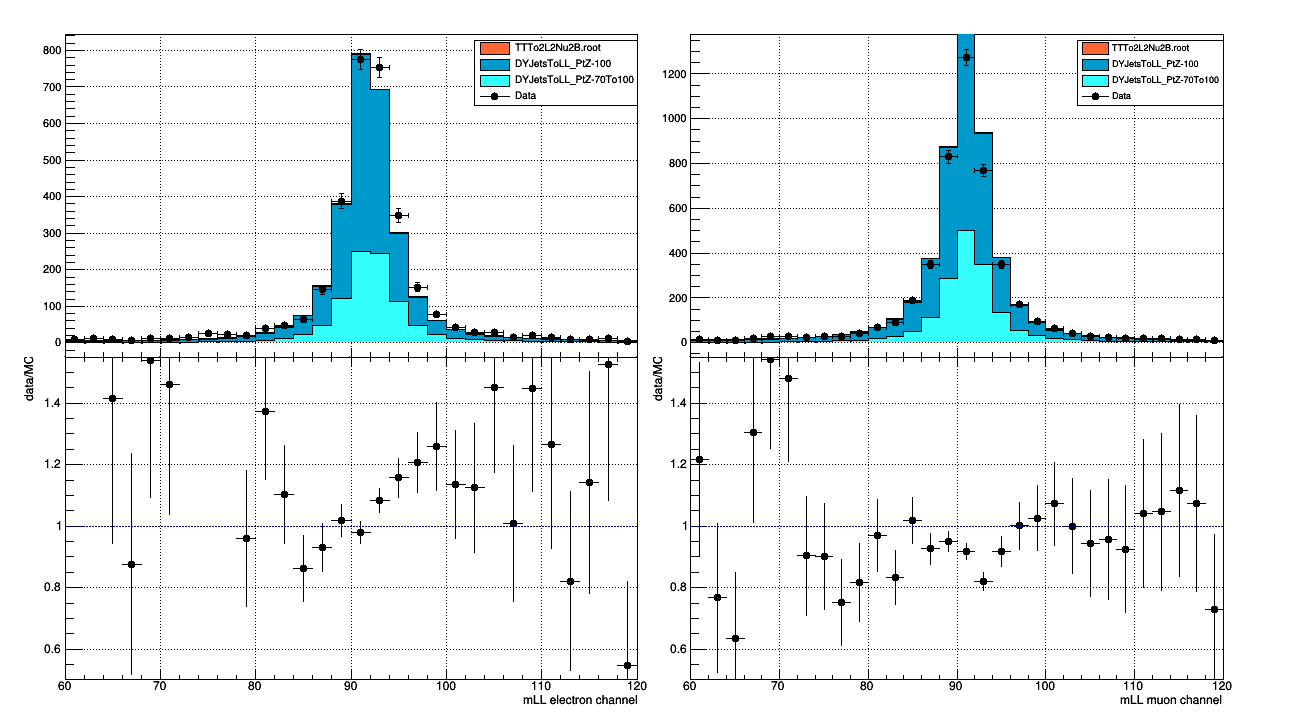 800
700
600
500
400
300
200
100
0
TTTo2L2Nu2B.root
DYJetsToLL_PtZ-100
DYJetsToLL_PtZ-70To100
Data
data/MC
1.4
1.2
1
0.8
0.6
60 70 80 90 100 110 120
mLL electron channel
1200
1000
800
600
400
200
0
TTTo2L2Nu2B.root
DYJetsToLL_PtZ-100
DYJetsToLL_PtZ-70To100
Data
data/MC
1.4
1.2
1
0.8
0.6
60 70 80 90 100 110 120
mLL muon channel